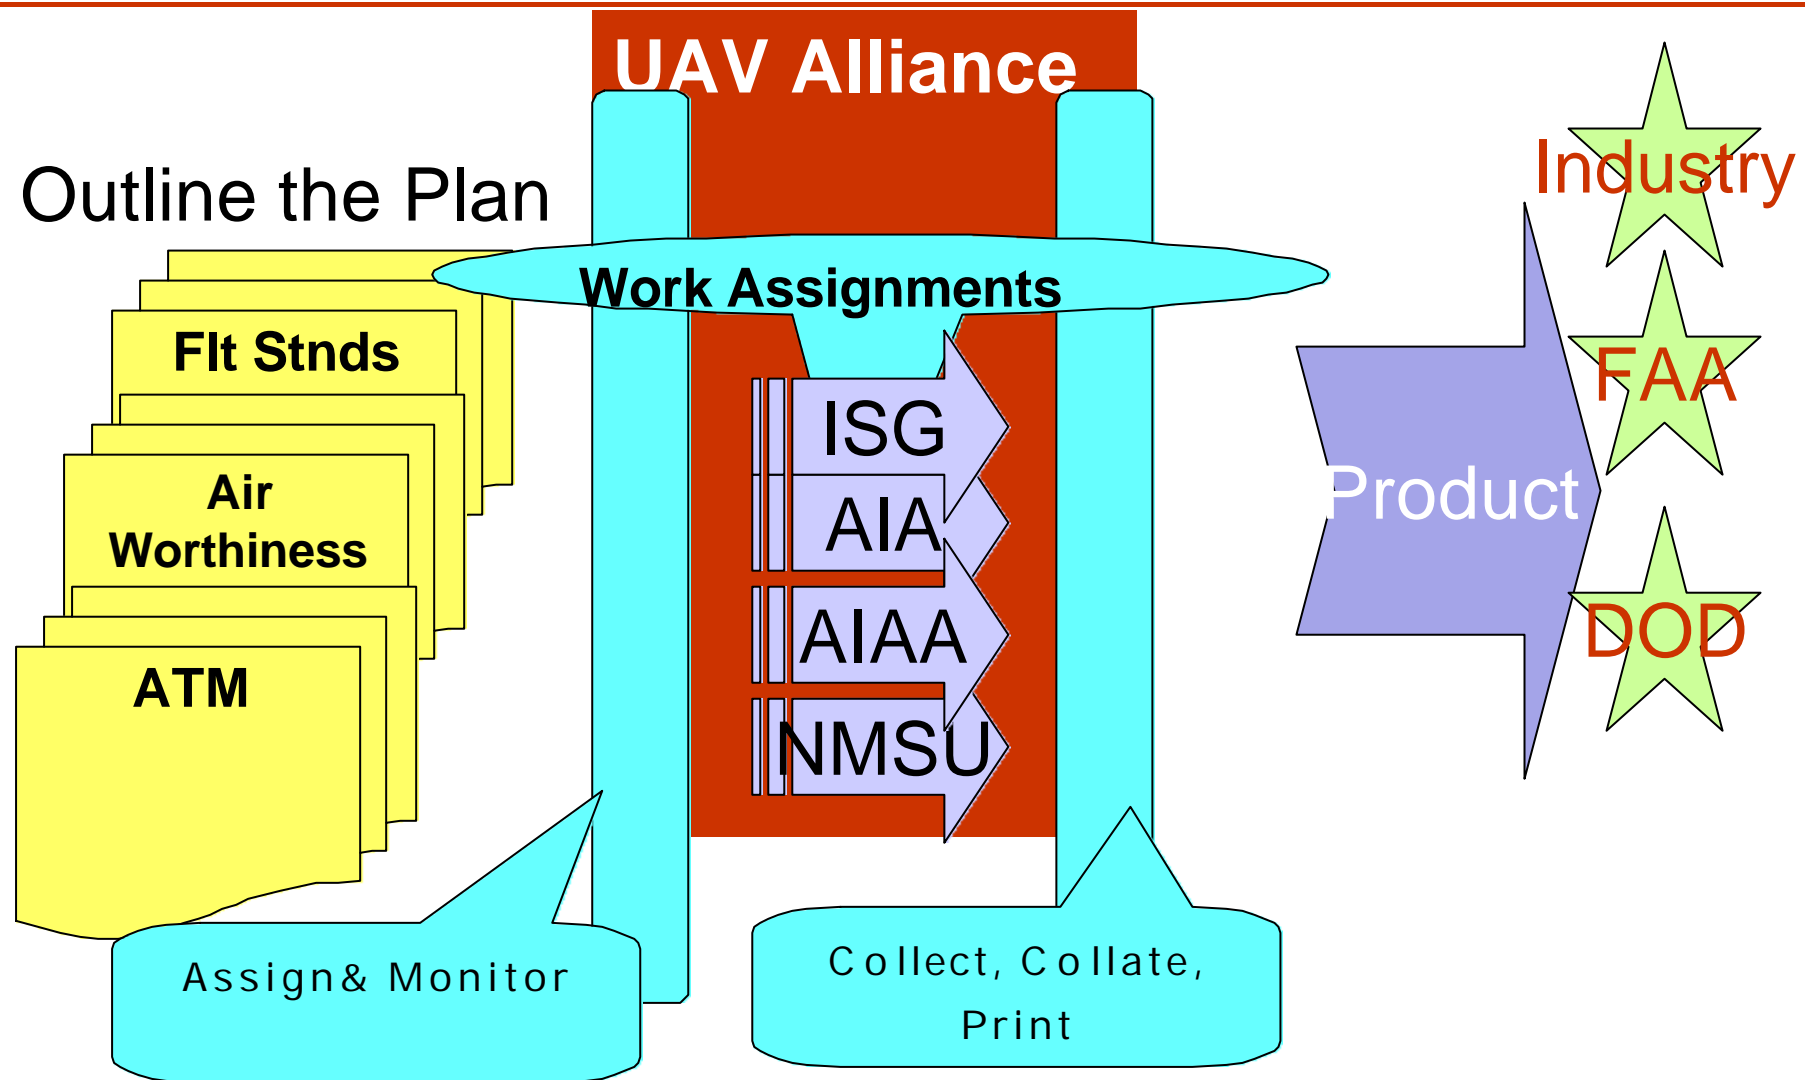 UAV Alliance
Outline the Plan
Work Assignments
Flt Stnds
Air
Worthiness
ATM
ISG
AIA
AIAA
NMSU
Assign& Monitor
Collect, Collate,
Print
Product
Industry
FAA
DOD